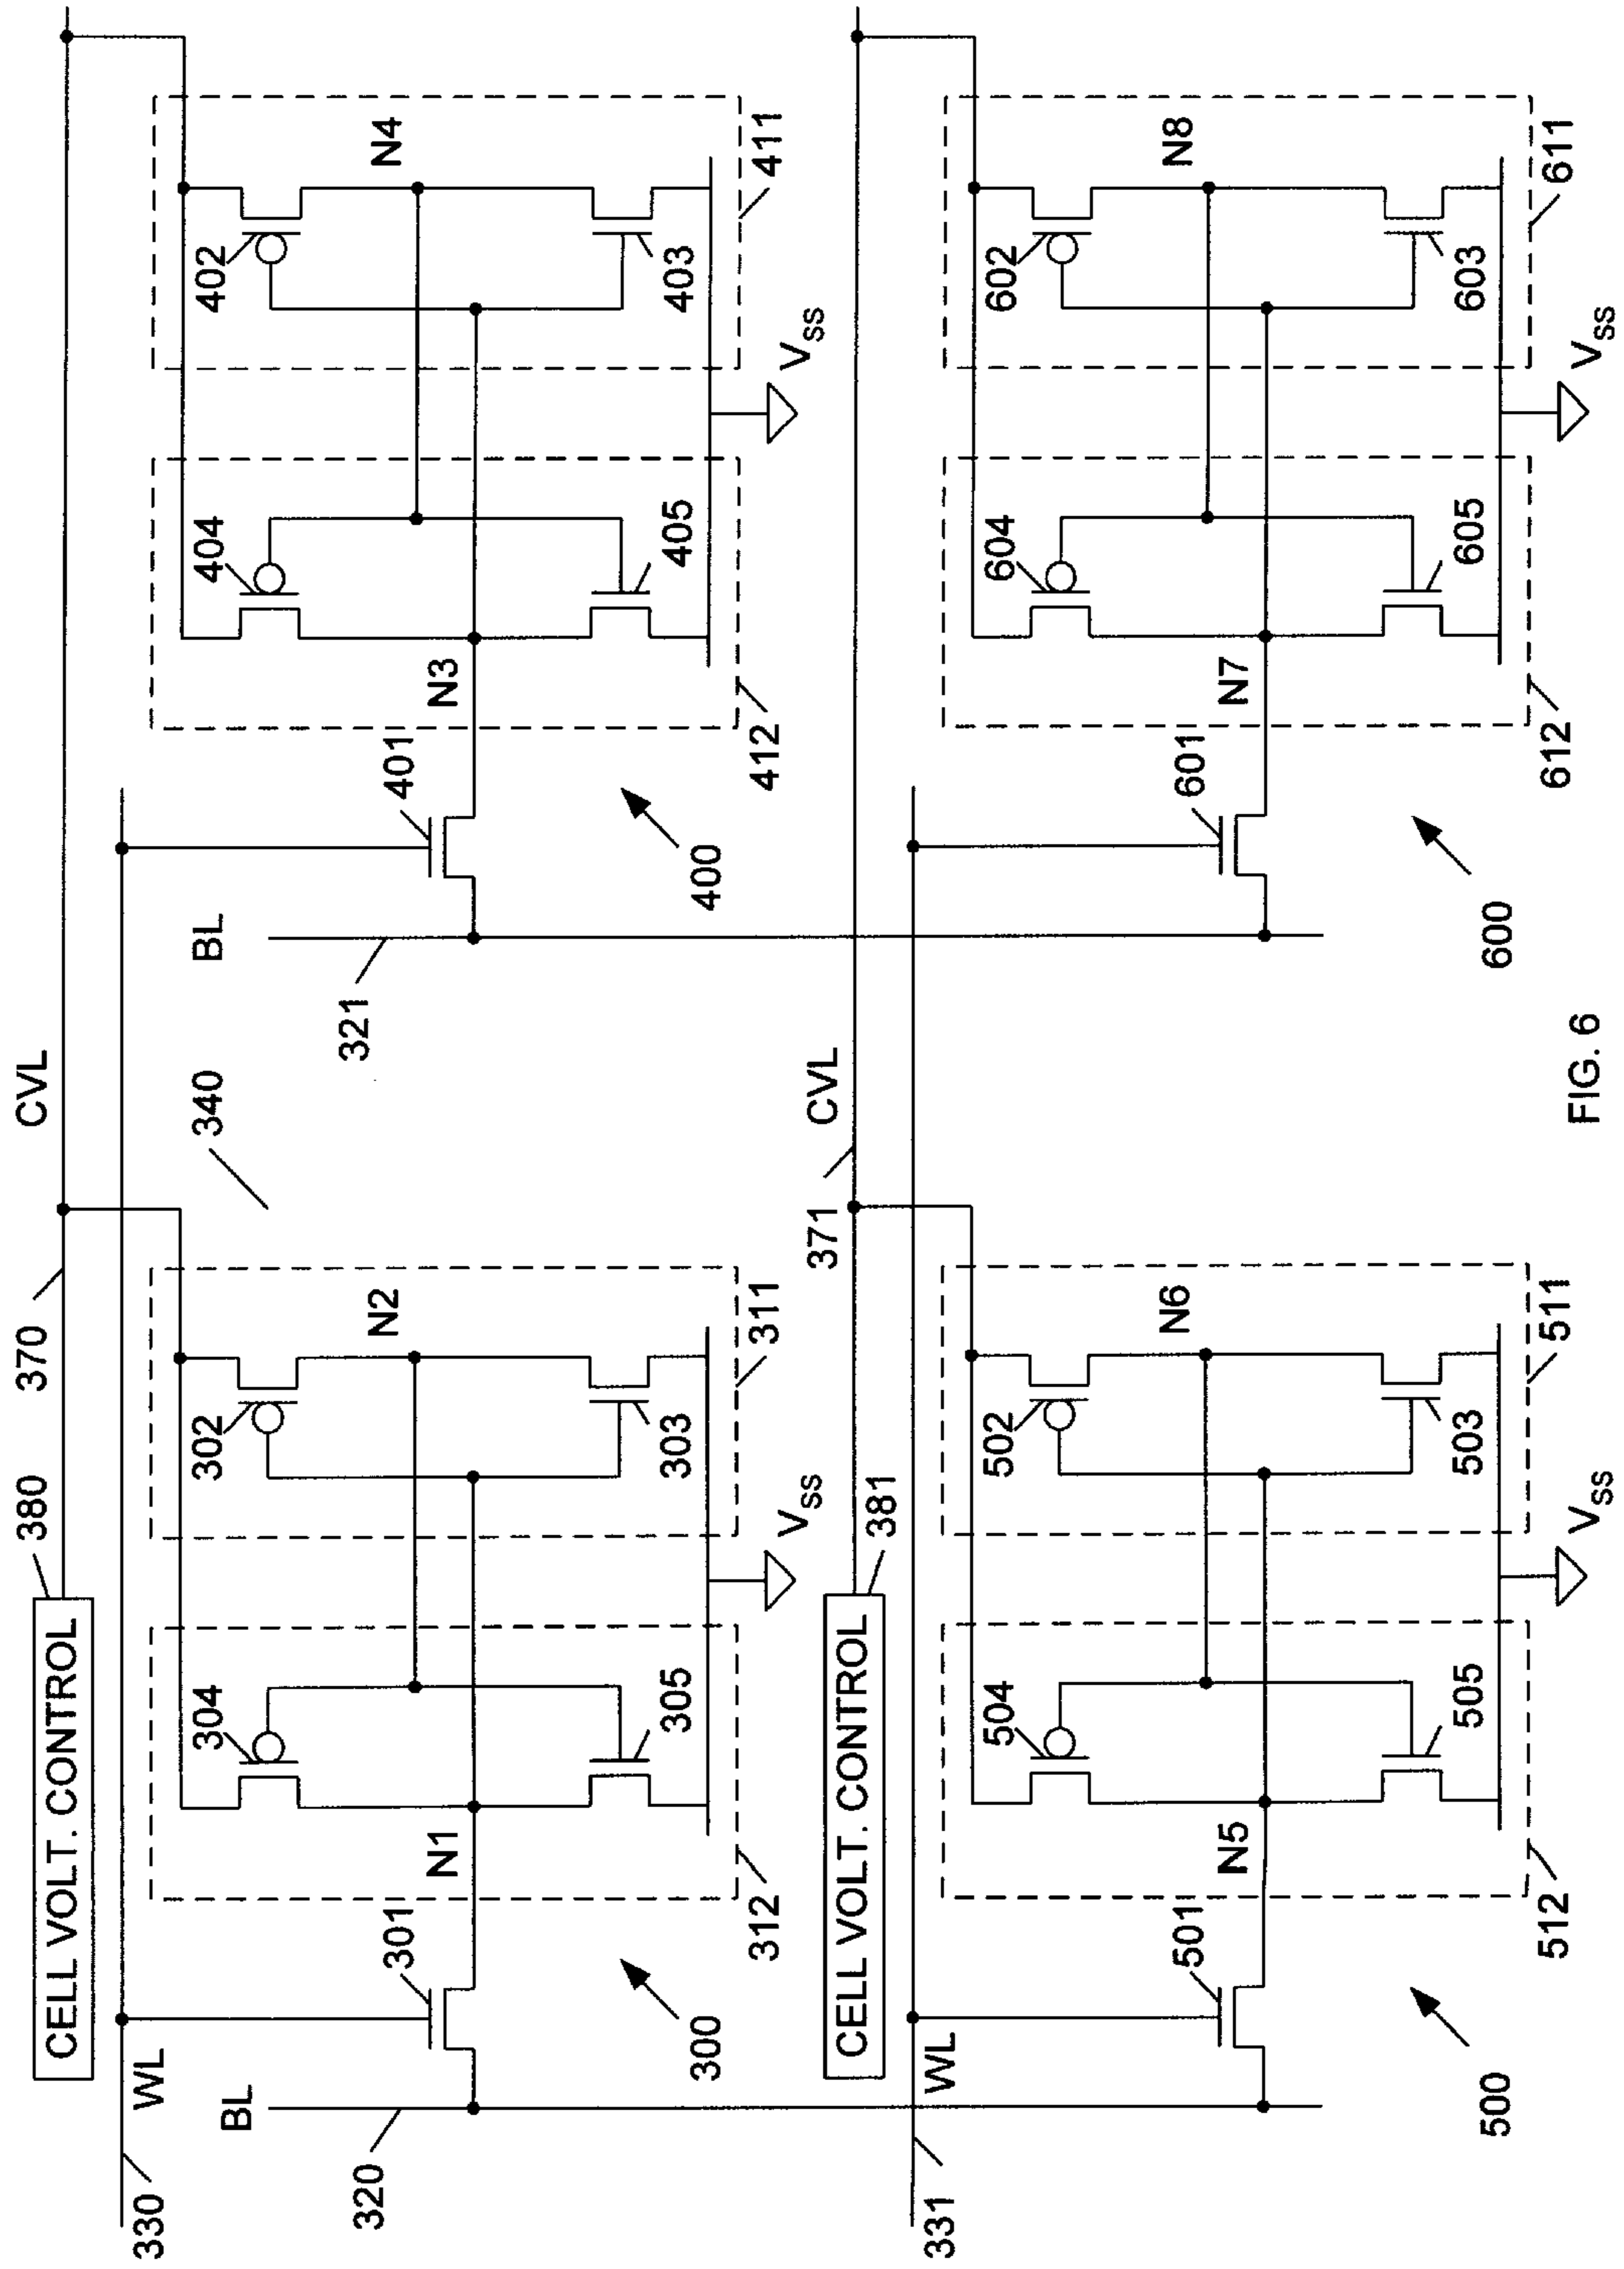 380
370
CVL
CELL VOLT. CONTROL
330
WL
340
BL
320
BL
321
304
302
404
402
N1
N2
N3
N4
301
401
305
303
405
403
300
312
311
400
412
411
VSS
VSS
371
CVL
CELL VOLT. CONTROL
381
331
WL
504
502
604
602
N5
N6
N7
N8
501
601
505
503
605
603
500
512
511
600
612
611
VSS
VSS
FIG. 6